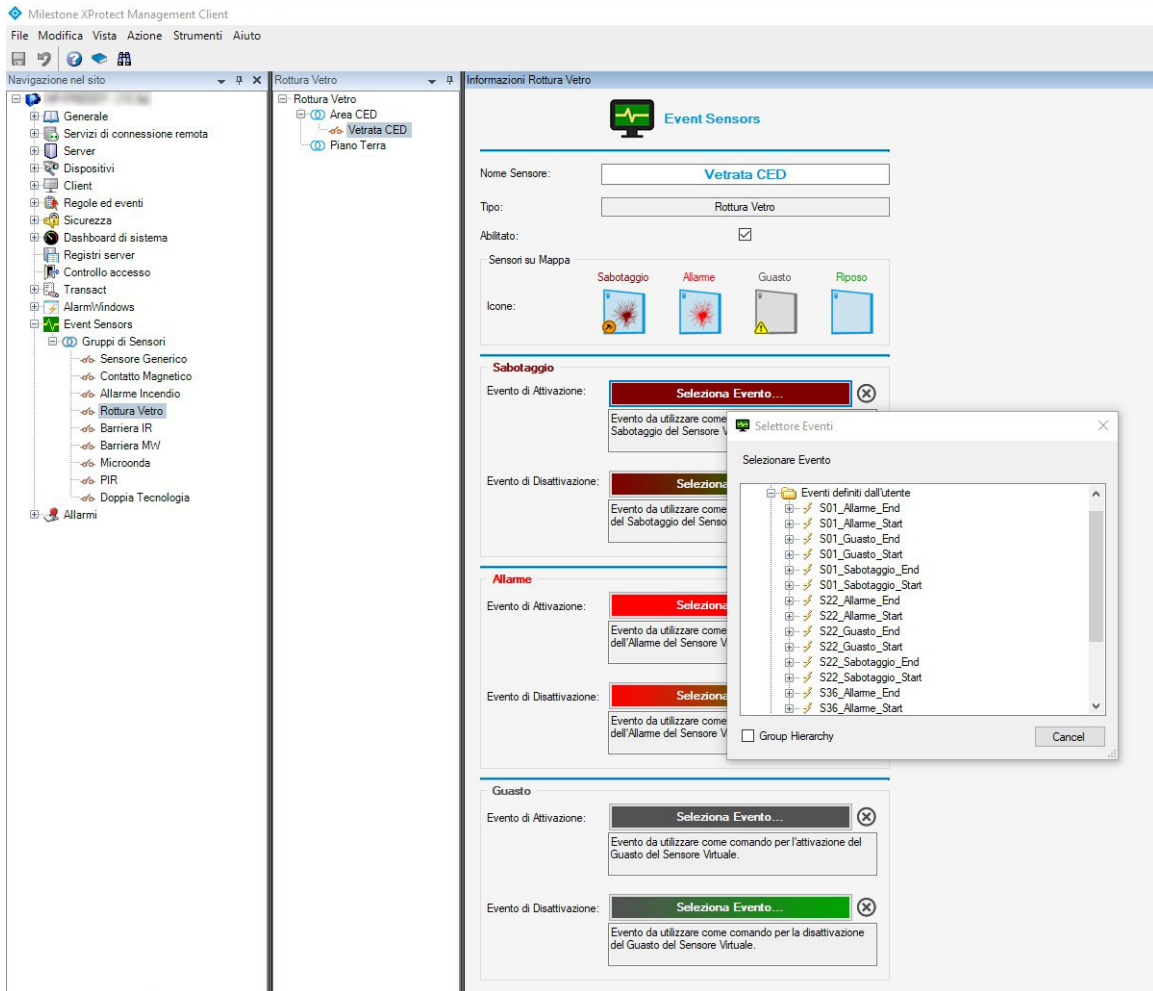 Milestone XProtect Management Client
File Modifica Vista Azione Strumenti Aiuto
Navigazione nel sito
Generale
Servizi di connessione remota
Server
Dispositivi
Client
Regole ed eventi
Sicurezza
Dashboard di sistema
Registri server
Controllo accesso
Transact
AlarmWindows
Event Sensors
Gruppi di Sensori
Sensore Generico
Contatto Magnetico
Allarme Incendio
Rottura Vetro
Barriera IR
Barriera MW
Microonda
PIR
Doppia Tecnologia
Allarmi
Rottura Vetro
Rottura Vetro
Area CED
Vetrata CED
Piano Terra
Informazioni Rottura Vetro
Event Sensors
Nome Sensore: Vetrata CED
Tipo: Rottura Vetro
Abilitato:
Sensori su Mappa
Sabotaggio Allarme Guasto Riposo
Icone:
Sabotaggio
Evento di Attivazione: Seleziona Evento...
Evento da utilizzare come
Sabotaggio del Sensore V
Evento di Disattivazione: Seleziona
Evento da utilizzare come
del Sabotaggio del Senso
Allarme
Evento di Attivazione: Seleziona
Evento da utilizzare come
dell'Allarme del Sensore V
Evento di Disattivazione: Seleziona
Evento da utilizzare come
dell'Allarme del Sensore V
Guasto
Evento di Attivazione: Seleziona Evento...
Evento da utilizzare come comando per l'attivazione del
Guasto del Sensore Virtuale.
Evento di Disattivazione: Seleziona Evento...
Evento da utilizzare come comando per la disattivazione
del Guasto del Sensore Virtuale.
Selettore Eventi
Selezionare Evento
Eventi definiti dall'utente
S01_Allarme_End
S01_Allarme_Start
S01_Guasto_End
S01_Guasto_Start
S01_Sabotaggio_End
S01_Sabotaggio_Start
S22_Allarme_End
S22_Allarme_Start
S22_Guasto_End
S22_Guasto_Start
S22_Sabotaggio_End
S22_Sabotaggio_Start
S36_Allarme_End
S36_Allarme_Start
Group Hierarchy
Cancel